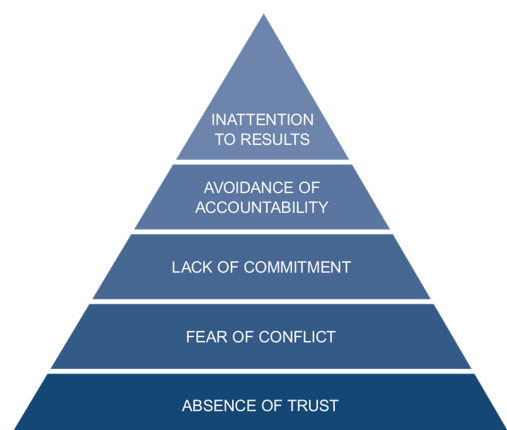 INATTENTION
TO RESULTS
AVOIDANCE OF
ACCOUNTABILITY
LACK OF COMMITMENT
FEAR OF CONFLICT
ABSENCE OF TRUST